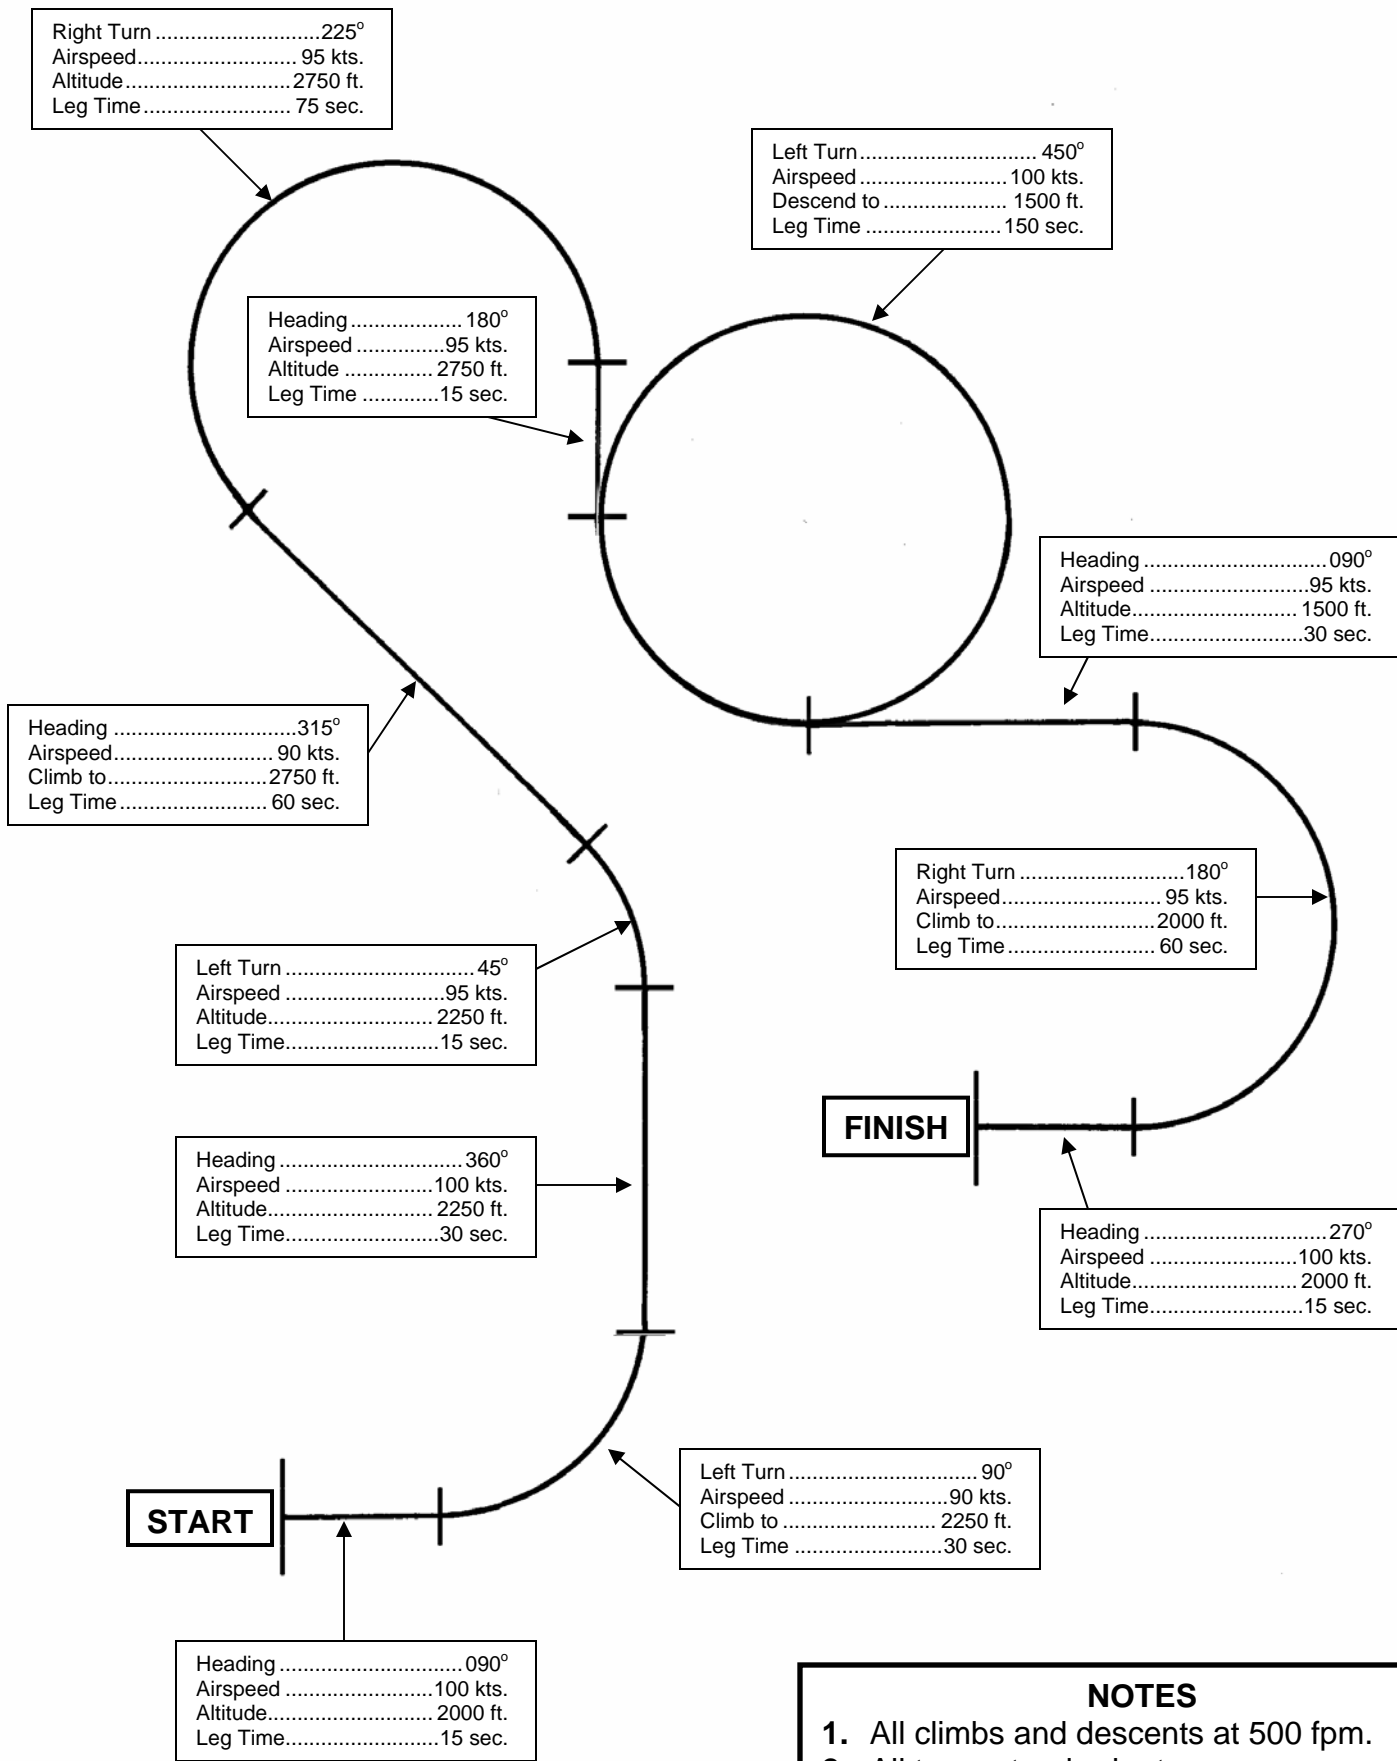 Right Turn ............................225°
Airspeed........................... 95 kts.
Altitude............................2750 ft.
Leg Time......................... 75 sec.
Left Turn.............................. 450°
Airspeed .........................100 kts.
Descend to ..................... 1500 ft.
Leg Time .......................150 sec.
Heading ................... 180°
Airspeed ...............95 kts.
Altitude ............... 2750 ft.
Leg Time .............15 sec.
Heading ...............................090°
Airspeed ...........................95 kts.
Altitude............................ 1500 ft.
Leg Time..........................30 sec.
Heading ...............................315°
Airspeed........................... 90 kts.
Climb to...........................2750 ft.
Leg Time......................... 60 sec.
Right Turn ............................180°
Airspeed........................... 95 kts.
Climb to...........................2000 ft.
Leg Time......................... 60 sec.
Left Turn ................................ 45°
Airspeed ...........................95 kts.
Altitude............................ 2250 ft.
Leg Time..........................15 sec.
FINISH
Heading ...............................360°
Airspeed .........................100 kts.
Altitude............................ 2250 ft.
Leg Time..........................30 sec.
Heading ...............................270°
Airspeed .........................100 kts.
Altitude............................ 2000 ft.
Leg Time..........................15 sec.
Left Turn ................................ 90°
Airspeed ...........................90 kts.
Climb to .......................... 2250 ft.
Leg Time .........................30 sec.
START
Heading ...............................090°
Airspeed .........................100 kts.
Altitude............................ 2000 ft.
Leg Time..........................15 sec.
NOTES
1. All climbs and descents at 500 fpm.